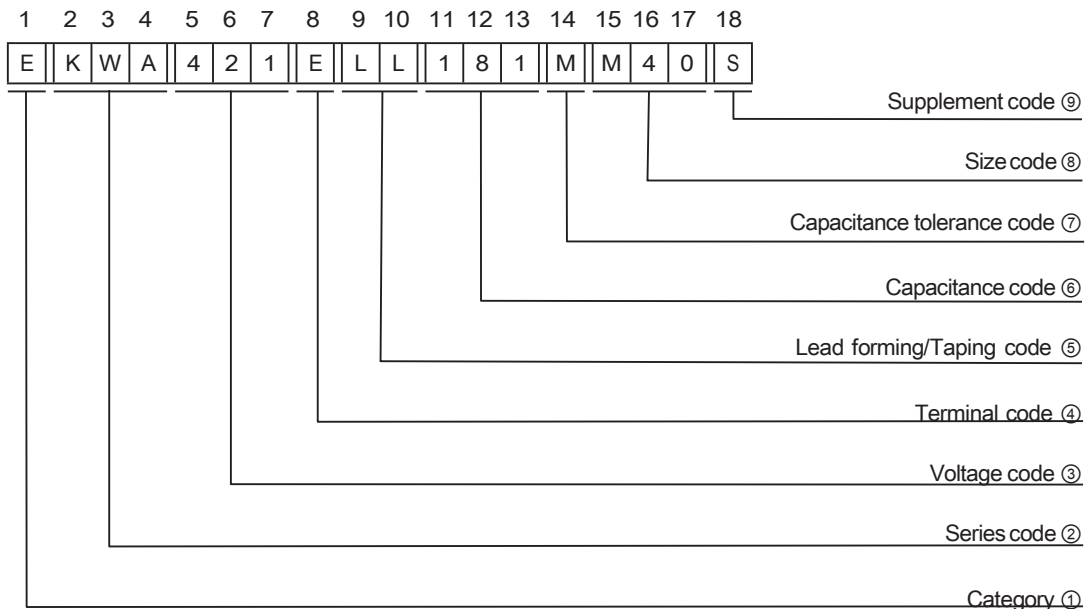 1 2 3 4 5 6 7 8 9 10 11 12 13 14 15 16 17 18
E K W A 4 2 1 E L L 1 8 1 M M 4 0 S
Supplement code ⑨
Size code ⑧
Capacitance tolerance code ⑦
Capacitance code ⑥
Lead forming/Taping code ⑤
Terminal code ④
Voltage code ③
Series code ②
Category ①